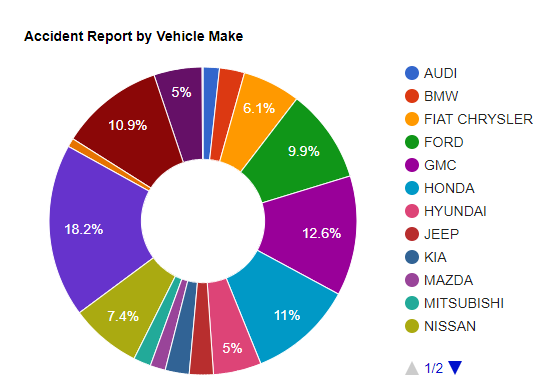 Accident Report by Vehicle Make
5%
6.1%
10.9%
9.9%
18.2%
12.6%
7.4%
11%
5%
AUDI
BMW
FIAT CHRYSLER
FORD
GMC
HONDA
HYUNDAI
JEEP
KIA
MAZDA
MITSUBISHI
NISSAN
1/2